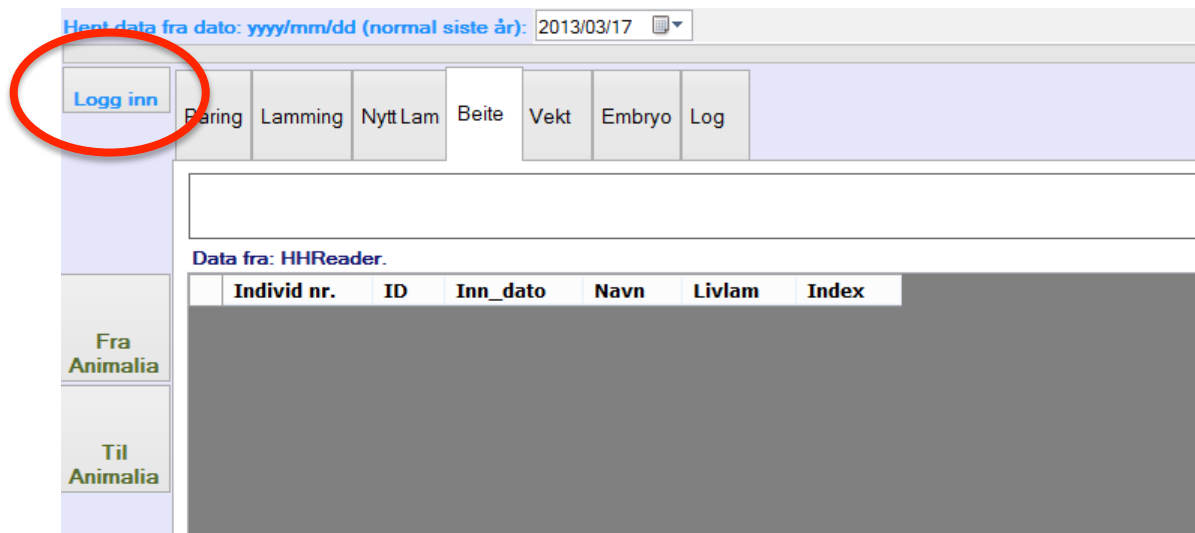 Hent data fra dato: yyyy/mm/dd (normal siste år): 2013/03/17
Logg inn
Paring Lamming Nytt Lam Beite Vekt Embryo Log
Data fra: HHReader.
Individ nr. ID Inn_dato Navn Livlam Index
Fra
Animalia
Til
Animalia